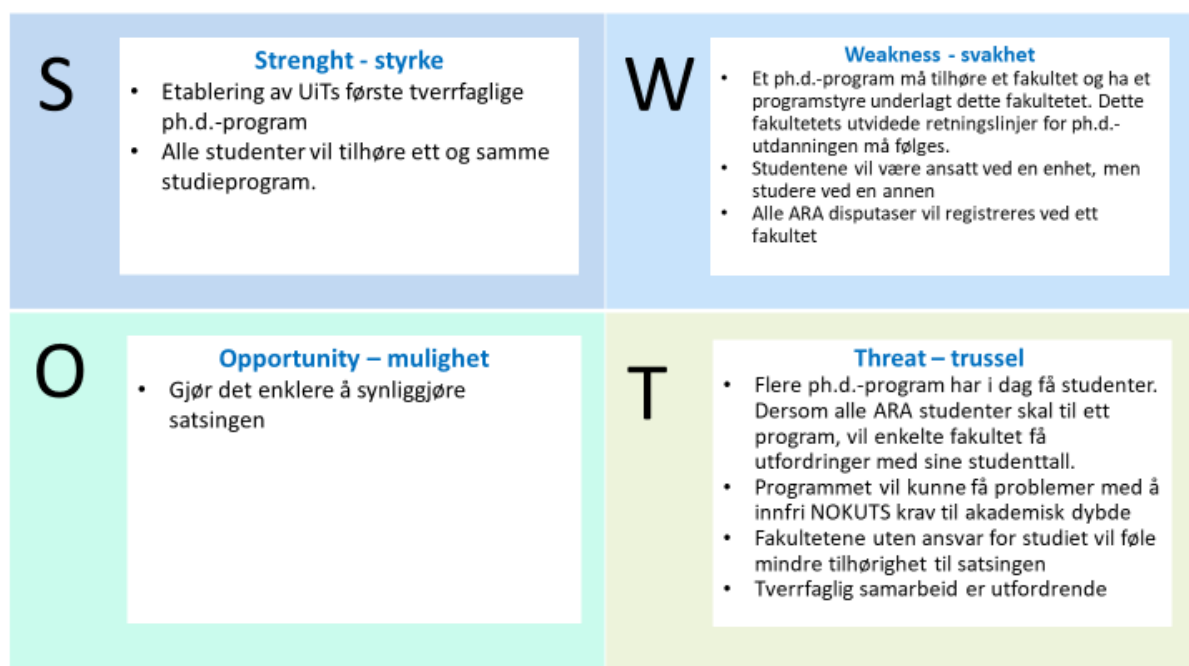 S
Strenght - styrke
• Etablering av UiTs første tverrfaglige
ph.d.-program
• Alle studenter vil tilhøre ett og samme
studieprogram.
W
Weakness - svakhet
• Et ph.d.-program må tilhøre et fakultet og ha et
programstyre underlagt dette fakultetet. Dette
fakultetets utvidede retningslinjer for ph.d.-
utdanningen må følges.
• Studentene vil være ansatt ved en enhet, men
studere ved en annen
• Alle ARA disputaser vil registreres ved ett
fakultet
O
Opportunity – mulighet
• Gjør det enklere å synliggjøre
satsingen
T
Threat – trussel
• Flere ph.d.-program har i dag få studenter.
Dersom alle ARA studenter skal til ett
program, vil enkelte fakultet få
utfordringer med sine studenttall.
• Programmet vil kunne få problemer med å
innfri NOKUTS krav til akademisk dybde
• Fakultetene uten ansvar for studiet vil føle
mindre tilhørighet til satsingen
• Tverrfaglig samarbeid er utfordrende